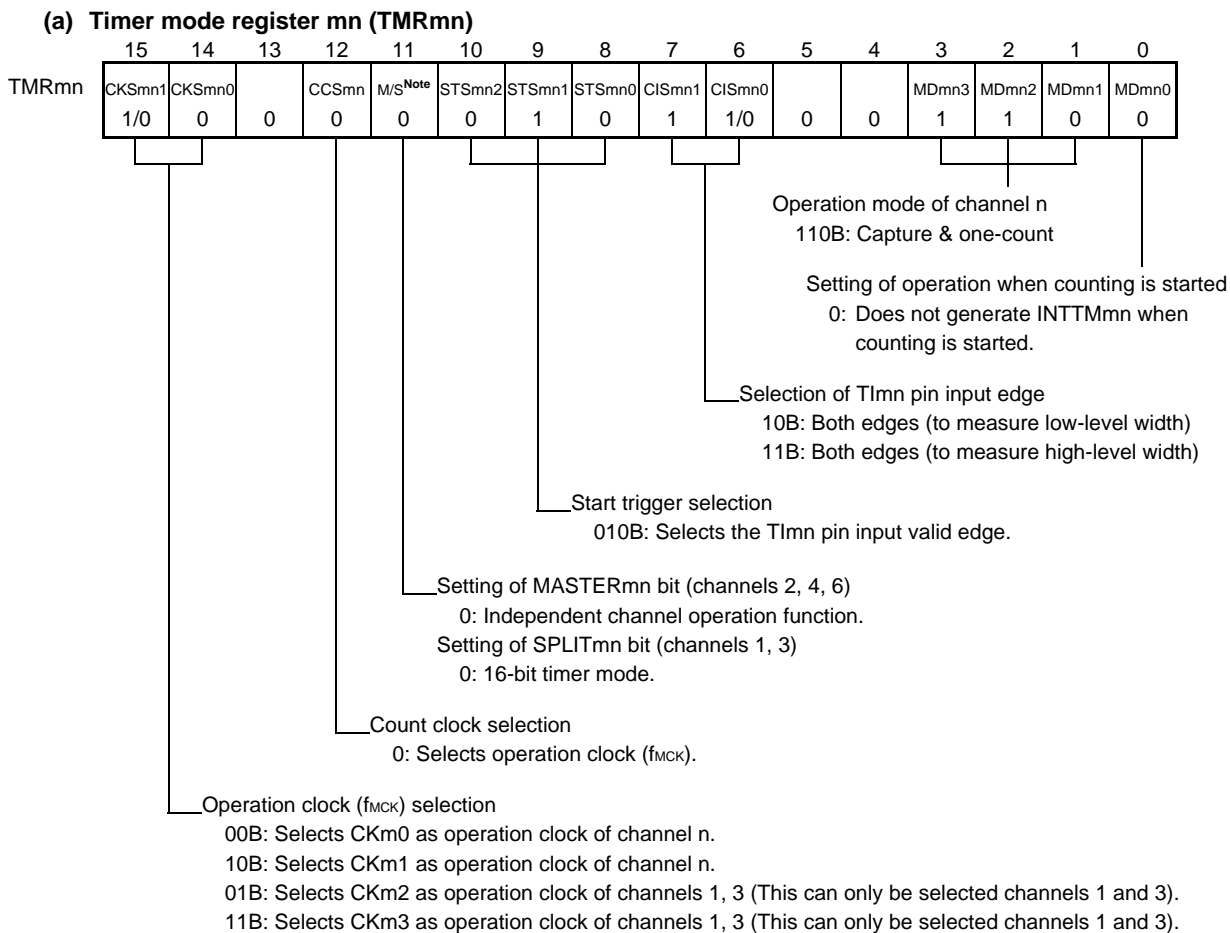 (a) Timer mode register mn (TMRmn)
15 14 13 12 11 10 9 8 7 6 5 4 3 2 1 0
TMRmn CKSmn1 CKSmn0 CCSmn M/SNote STSmn2 STSmn1 STSmn0 CISmn1 CISmn0 MDmn3 MDmn2 MDmn1 MDmn0
1/0 0 0 0 0 0 1 0 1 1/0 0 0 1 1 0 0
Operation mode of channel n
110B: Capture & one-count
Setting of operation when counting is started
0: Does not generate INTTMmn when
counting is started.
Selection of TImn pin input edge
10B: Both edges (to measure low-level width)
11B: Both edges (to measure high-level width)
Start trigger selection
010B: Selects the TImn pin input valid edge.
Setting of MASTERmn bit (channels 2, 4, 6)
0: Independent channel operation function.
Setting of SPLITmn bit (channels 1, 3)
0: 16-bit timer mode.
Count clock selection
0: Selects operation clock (fMCK).
Operation clock (fMCK) selection
00B: Selects CKm0 as operation clock of channel n.
10B: Selects CKm1 as operation clock of channel n.
01B: Selects CKm2 as operation clock of channels 1, 3 (This can only be selected channels 1 and 3).
11B: Selects CKm3 as operation clock of channels 1, 3 (This can only be selected channels 1 and 3).